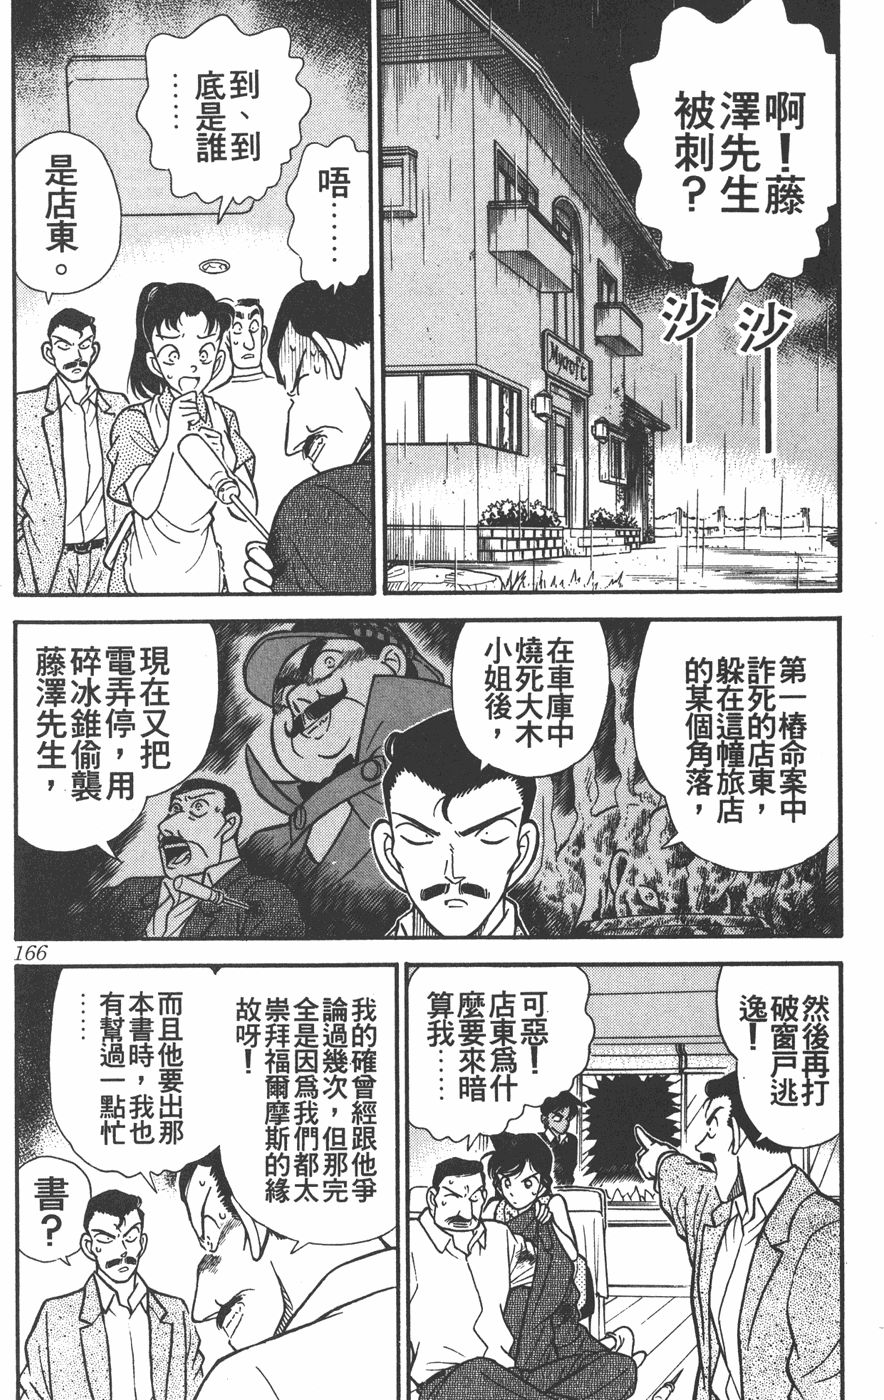 啊！藤
澤先生
被刺？
沙
沙
Mycroft
唔……
到、到
底是誰
……
是店東。
第一樁命案中
詐死的店東，
躲在這幢旅店
的某個角落，
在車庫中
燒死大木
小姐後，
現在又把
電弄停，用
碎冰錐偷襲
藤澤先生，
166
然後再打
破窗戸逃
逸！
可惡！
店東爲什
麼要來暗
算我……
我的確曾經跟他爭
論過幾次，但那完
全是因爲我們都太
崇拜福爾摩斯的緣
故呀！
而且他要出那
本書時，我也
有幫過一點忙
……
書？